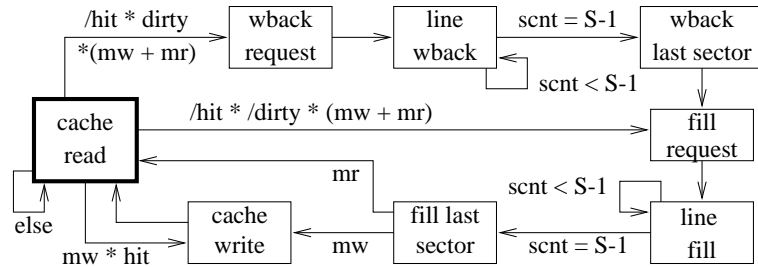 /hit * dirty
*(mw + mr)
wback
request
line
wback
scnt = S-1
scnt < S-1
wback
last sector
cache
read
/hit * /dirty * (mw + mr)
fill
request
else
mw * hit
cache
write
mr
mw
fill last
sector
scnt < S-1
scnt = S-1
line
fill